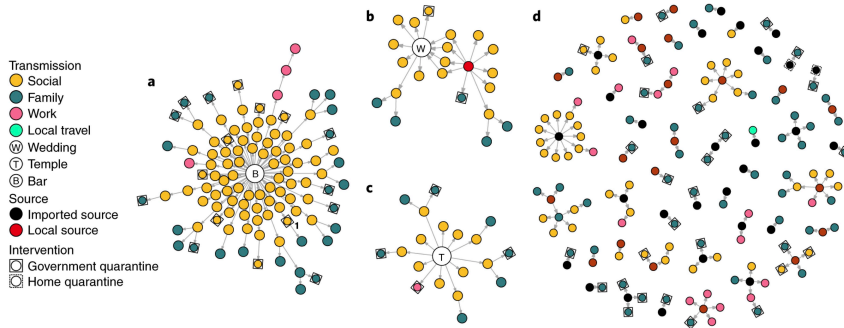 a
b
c
d
Transmission
Social
Family
Work
Local travel
W Wedding
T Temple
B Bar
Source
Imported source
Local source
Intervention
Government quarantine
Home quarantine
B
1
W
T